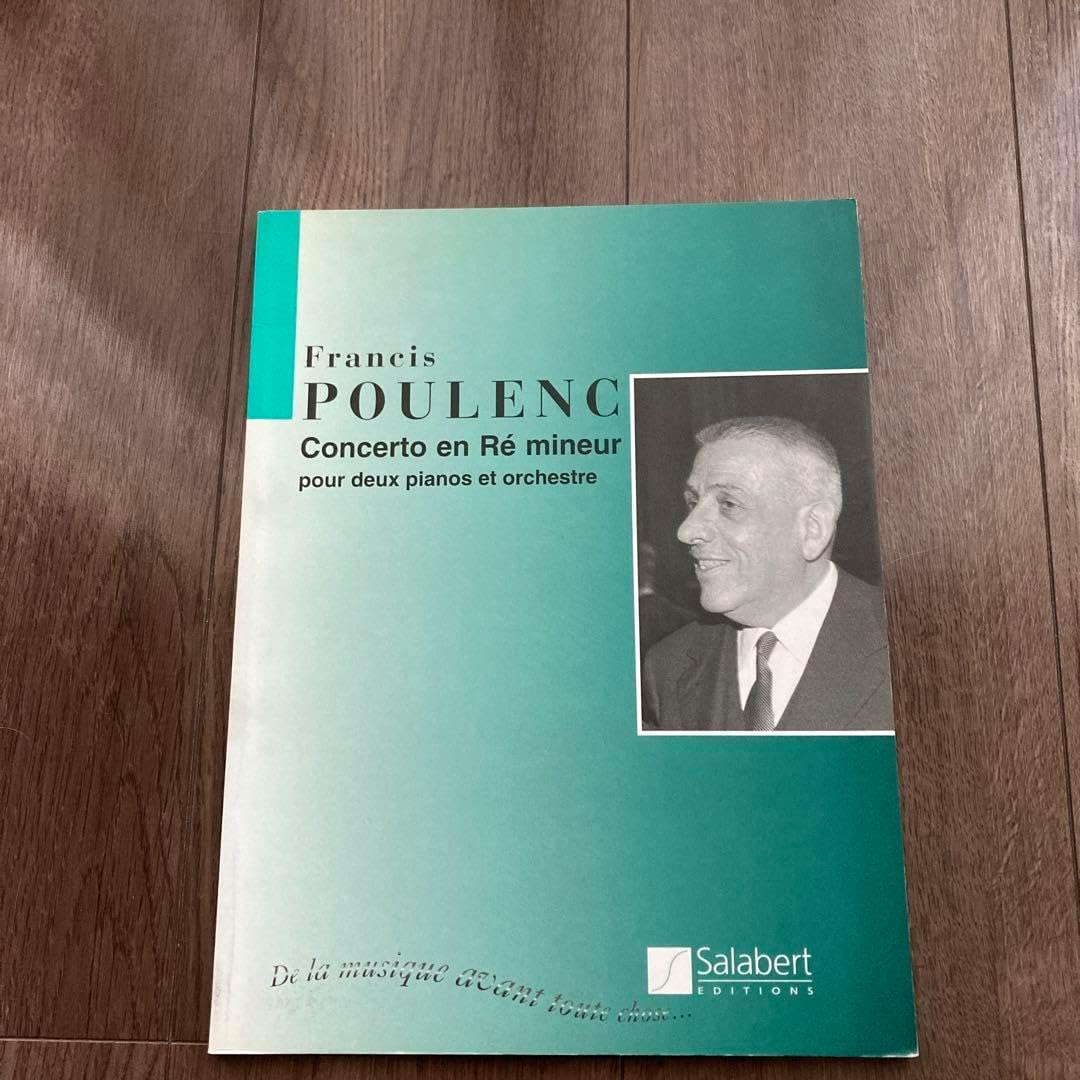 Francis
POULENC
Concerto en Ré mineur
pour deux pianos et orchestre
De la musique avant toute chose...
Salabert
EDITIONS